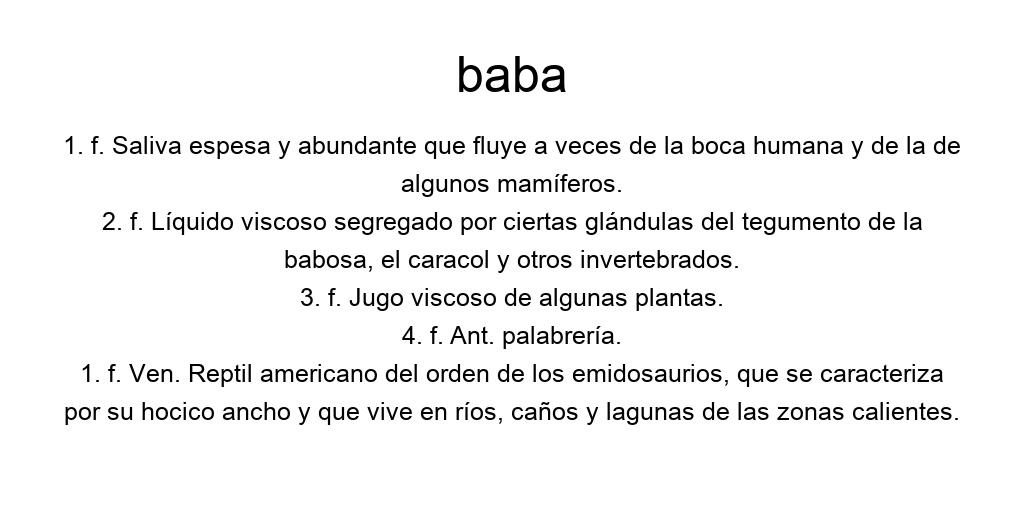 baba
1. f. Saliva espesa y abundante que fluye a veces de la boca humana y de la de
algunos mamíferos.
2. f. Líquido viscoso segregado por ciertas glándulas del tegumento de la
babosa, el caracol y otros invertebrados.
3. f. Jugo viscoso de algunas plantas.
4. f. Ant. palabrería.
1. f. Ven. Reptil americano del orden de los emidosaurios, que se caracteriza
por su hocico ancho y que vive en ríos, caños y lagunas de las zonas calientes.